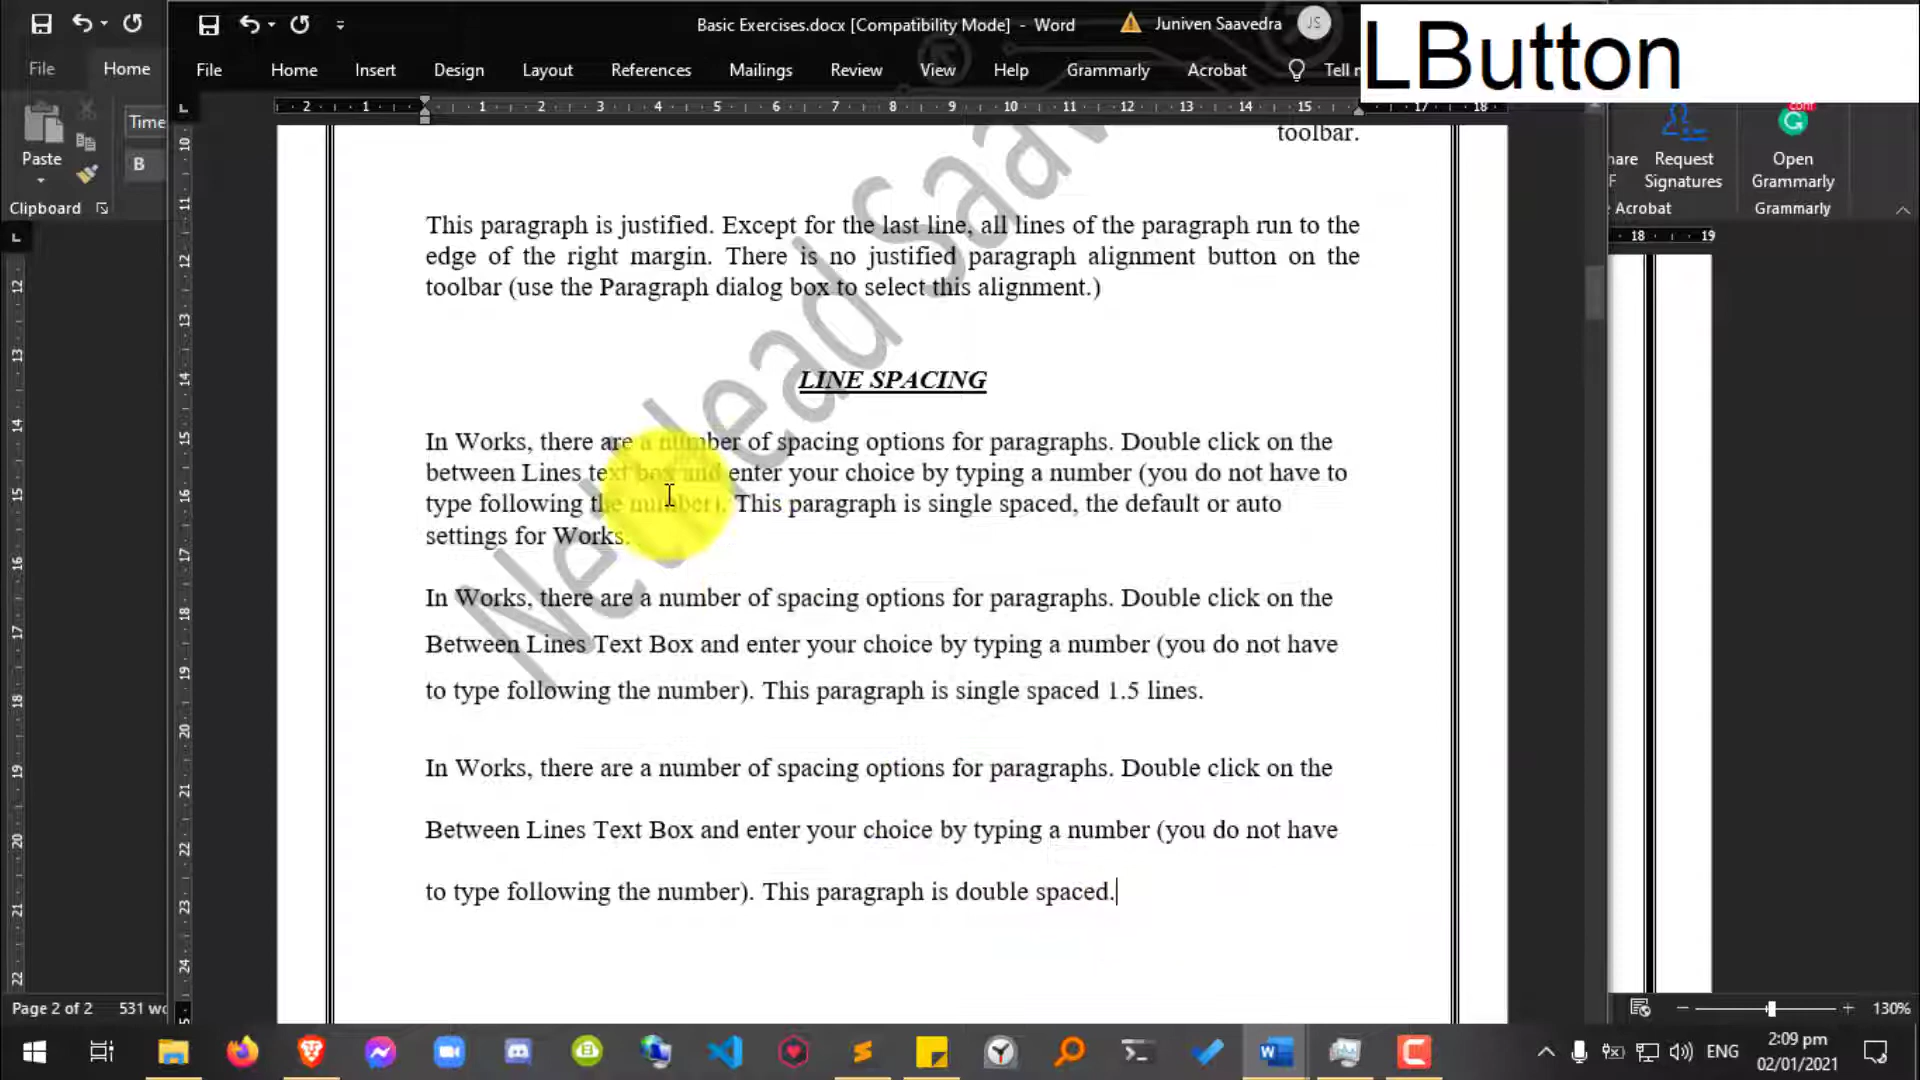 Basic Exercises.docx [Compatibility Mode] - Word
Juniven Saavedra
JS
LButton
File
Home
File
Home
Insert
Design
Layout
References
Mailings
Review
View
Help
Grammarly
Acrobat
Paste
Time
B
Clipboard
Request
Signatures
Acrobat
Open
Grammarly
Grammarly
toolbar.
This paragraph is justified. Except for the last line, all lines of the paragraph run to the
edge of the right margin. There is no justified paragraph alignment button on the
toolbar (use the Paragraph dialog box to select this alignment.)
LINE SPACING
In Works, there are a number of spacing options for paragraphs. Double click on the
between Lines text box and enter your choice by typing a number (you do not have to
type following the number). This paragraph is single spaced, the default or auto
settings for Works.
In Works, there are a number of spacing options for paragraphs. Double click on the
Between Lines Text Box and enter your choice by typing a number (you do not have
to type following the number). This paragraph is single spaced 1.5 lines.
In Works, there are a number of spacing options for paragraphs. Double click on the
Between Lines Text Box and enter your choice by typing a number (you do not have
to type following the number). This paragraph is double spaced.
Page 2 of 2
531
130%
ENG
2:09 pm
02/01/2021